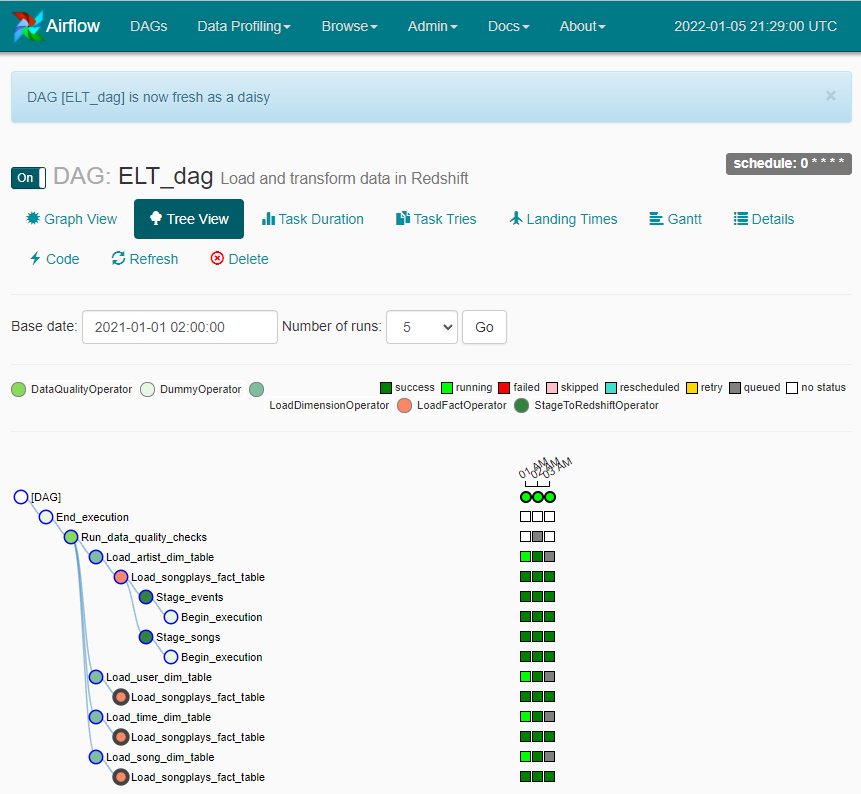 Airflow DAGs Data Profiling Browse Admin Docs About 2022-01-05 21:29:00 UTC
DAG [ELT_dag] is now fresh as a daisy ×
schedule: 0 * * * *
On DAG: ELT_dag Load and transform data in Redshift
Graph View Tree View Task Duration Task Tries Landing Times Gantt Details
Code Refresh Delete
Base date: 2021-01-01 02:00:00 Number of runs: 5 Go
DataQualityOperator DummyOperator success running failed skipped rescheduled retry queued no status
LoadDimensionOperator LoadFactOperator StageToRedshiftOperator
01 AM 02 AM 03 AM
[DAG]
End_execution
Run_data_quality_checks
Load_artist_dim_table
Load_songplays_fact_table
Stage_events
Begin_execution
Stage_songs
Begin_execution
Load_user_dim_table
Load_songplays_fact_table
Load_time_dim_table
Load_songplays_fact_table
Load_song_dim_table
Load_songplays_fact_table